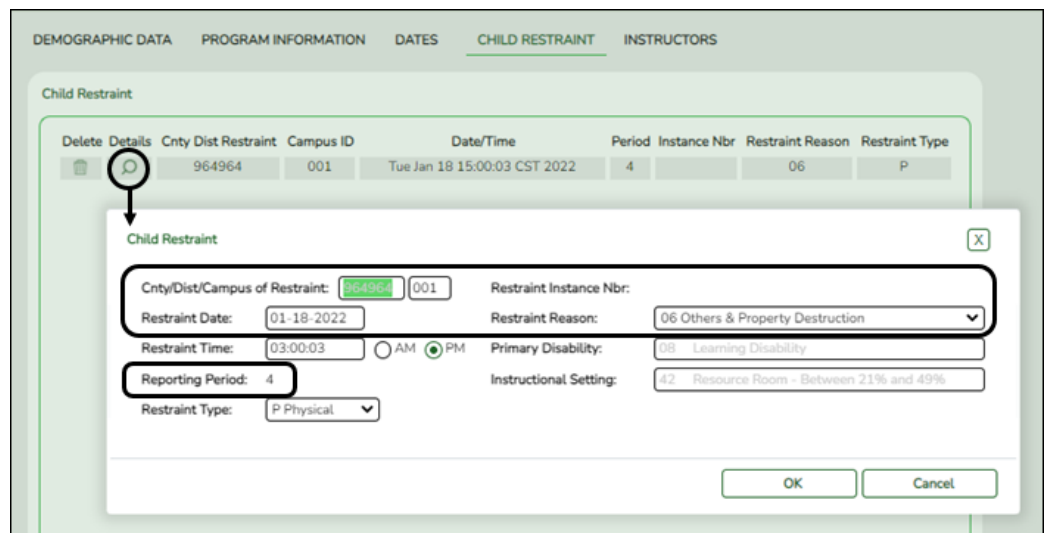 DEMOGRAPHIC DATA PROGRAM INFORMATION DATES CHILD RESTRAINT INSTRUCTORS
Child Restraint
Delete Details Cnty Dist Restraint Campus ID Date/Time Period Instance Nbr Restraint Reason Restraint Type
964964 001 Tue Jan 18 15:00:03 CST 2022 4 06 P
Child Restraint X
Cnty/Dist/Campus of Restraint: 964964 001 Restraint Instance Nbr:
Restraint Date: 01-18-2022 Restraint Reason: 06 Others & Property Destruction
Restraint Time: 03:00:03 AM PM Primary Disability: 08 Learning Disability
Reporting Period: 4 Instructional Setting: 42 Resource Room - Between 21% and 49%
Restraint Type: P Physical
OK Cancel